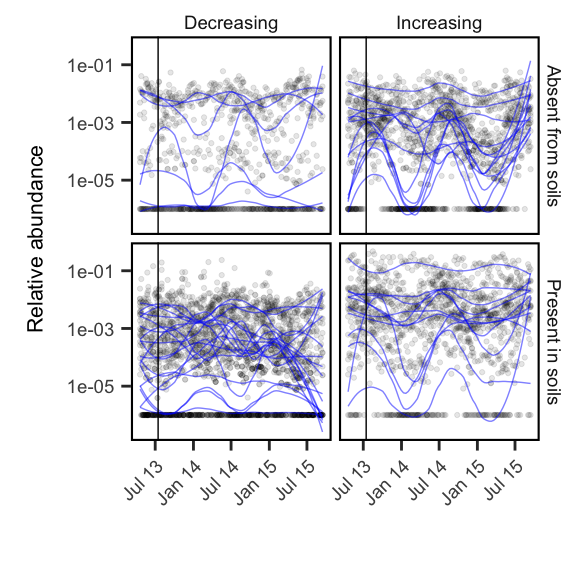 Decreasing
Increasing
Relative abundance
1e-01
1e-03
1e-05
Absent from soils
1e-01
1e-03
1e-05
Present in soils
Jul 13
Jan 14
Jul 14
Jan 15
Jul 15
Jul 13
Jan 14
Jul 14
Jan 15
Jul 15